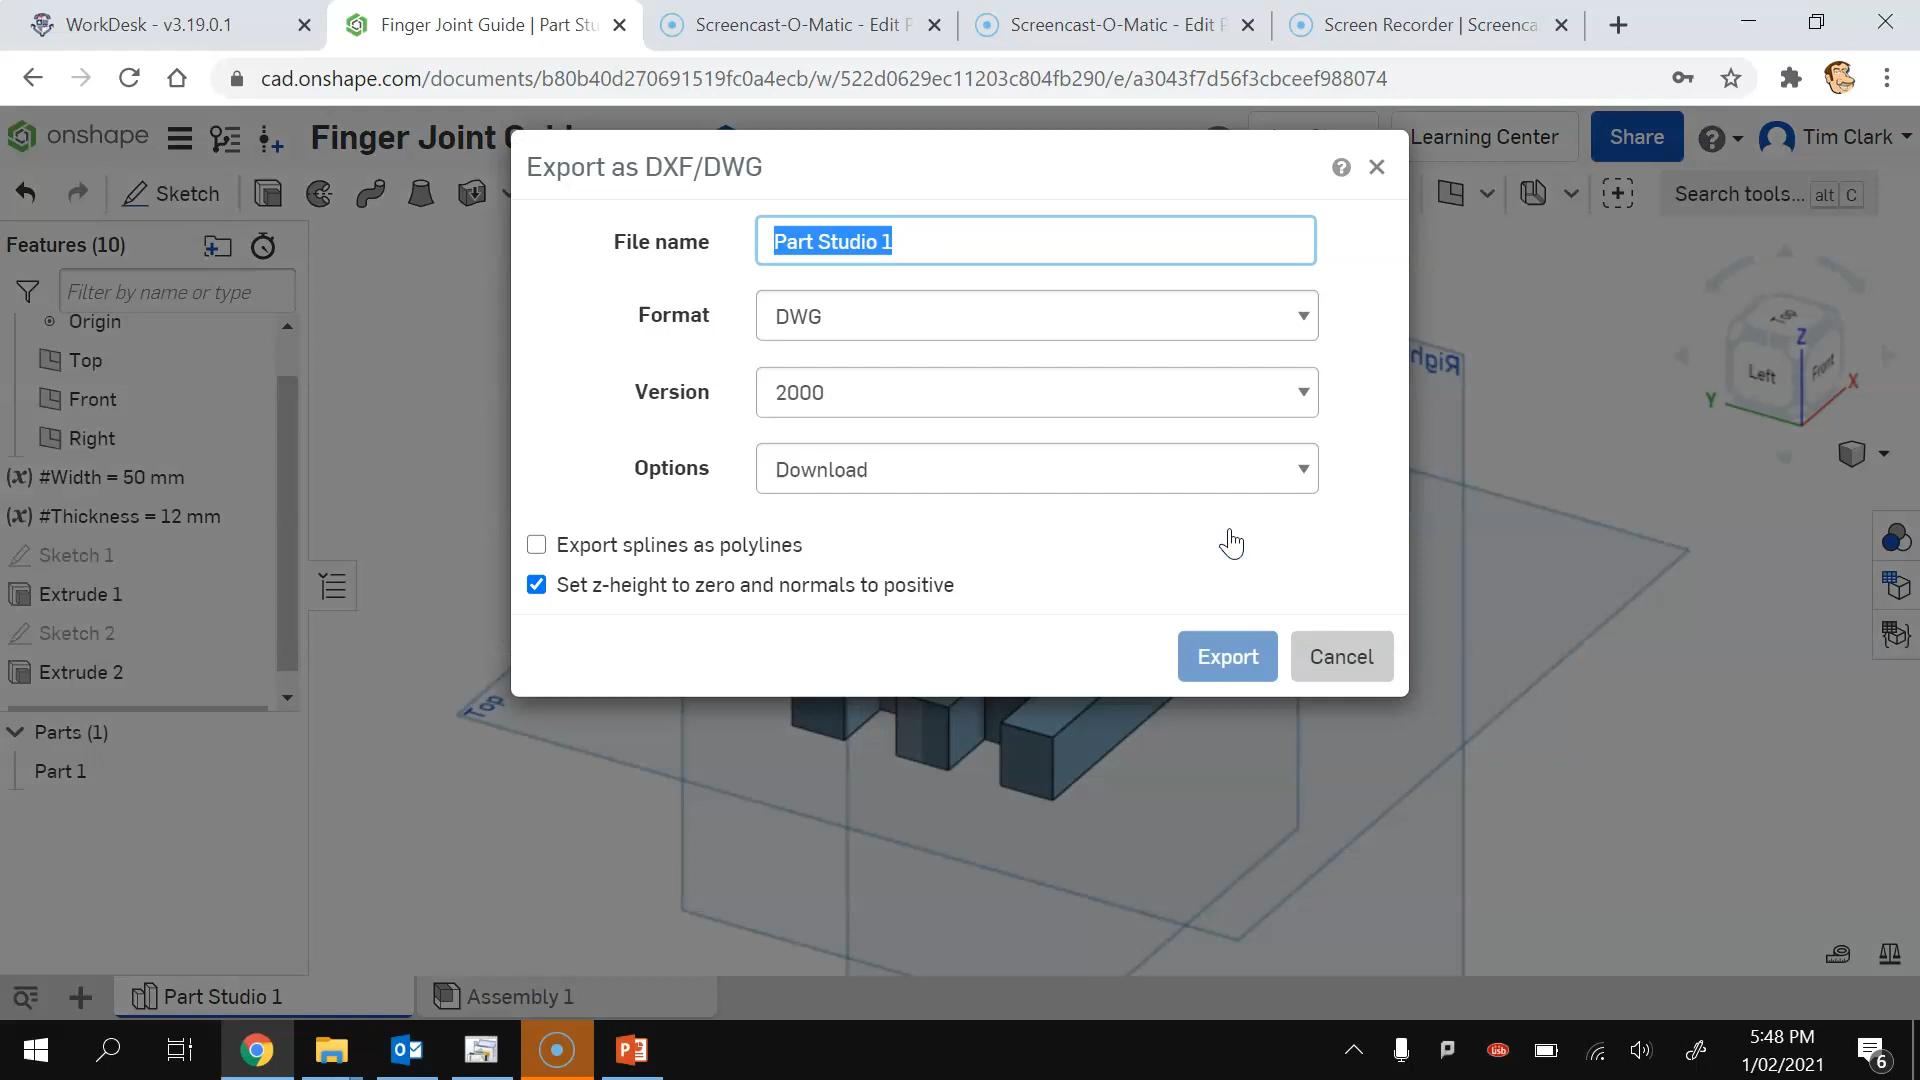 WorkDesk - v3.19.0.1
Finger Joint Guide | Part Stu
Screencast-O-Matic - Edit P
Screencast-O-Matic - Edit P
Screen Recorder | Screenca
cad.onshape.com/documents/b80b40d270691519fc0a4ecb/w/522d0629ec11203c804fb290/e/a3043f7d56f3cbceef988074
onshape
Finger Joint
Learning Center
Share
Tim Clark
Sketch
Search tools... alt C
Export as DXF/DWG
File name Part Studio 1
Format DWG
Version 2000
Options Download
Export splines as polylines
Set z-height to zero and normals to positive
Export Cancel
Features (10)
Filter by name or type
Origin
Top
Front
Right
(x) #Width = 50 mm
(x) #Thickness = 12 mm
Sketch 1
Extrude 1
Sketch 2
Extrude 2
Parts (1)
Part 1
Top
Right
Top
Left
Front
Z
X
Y
Part Studio 1
Assembly 1
5:48 PM
1/02/2021
6